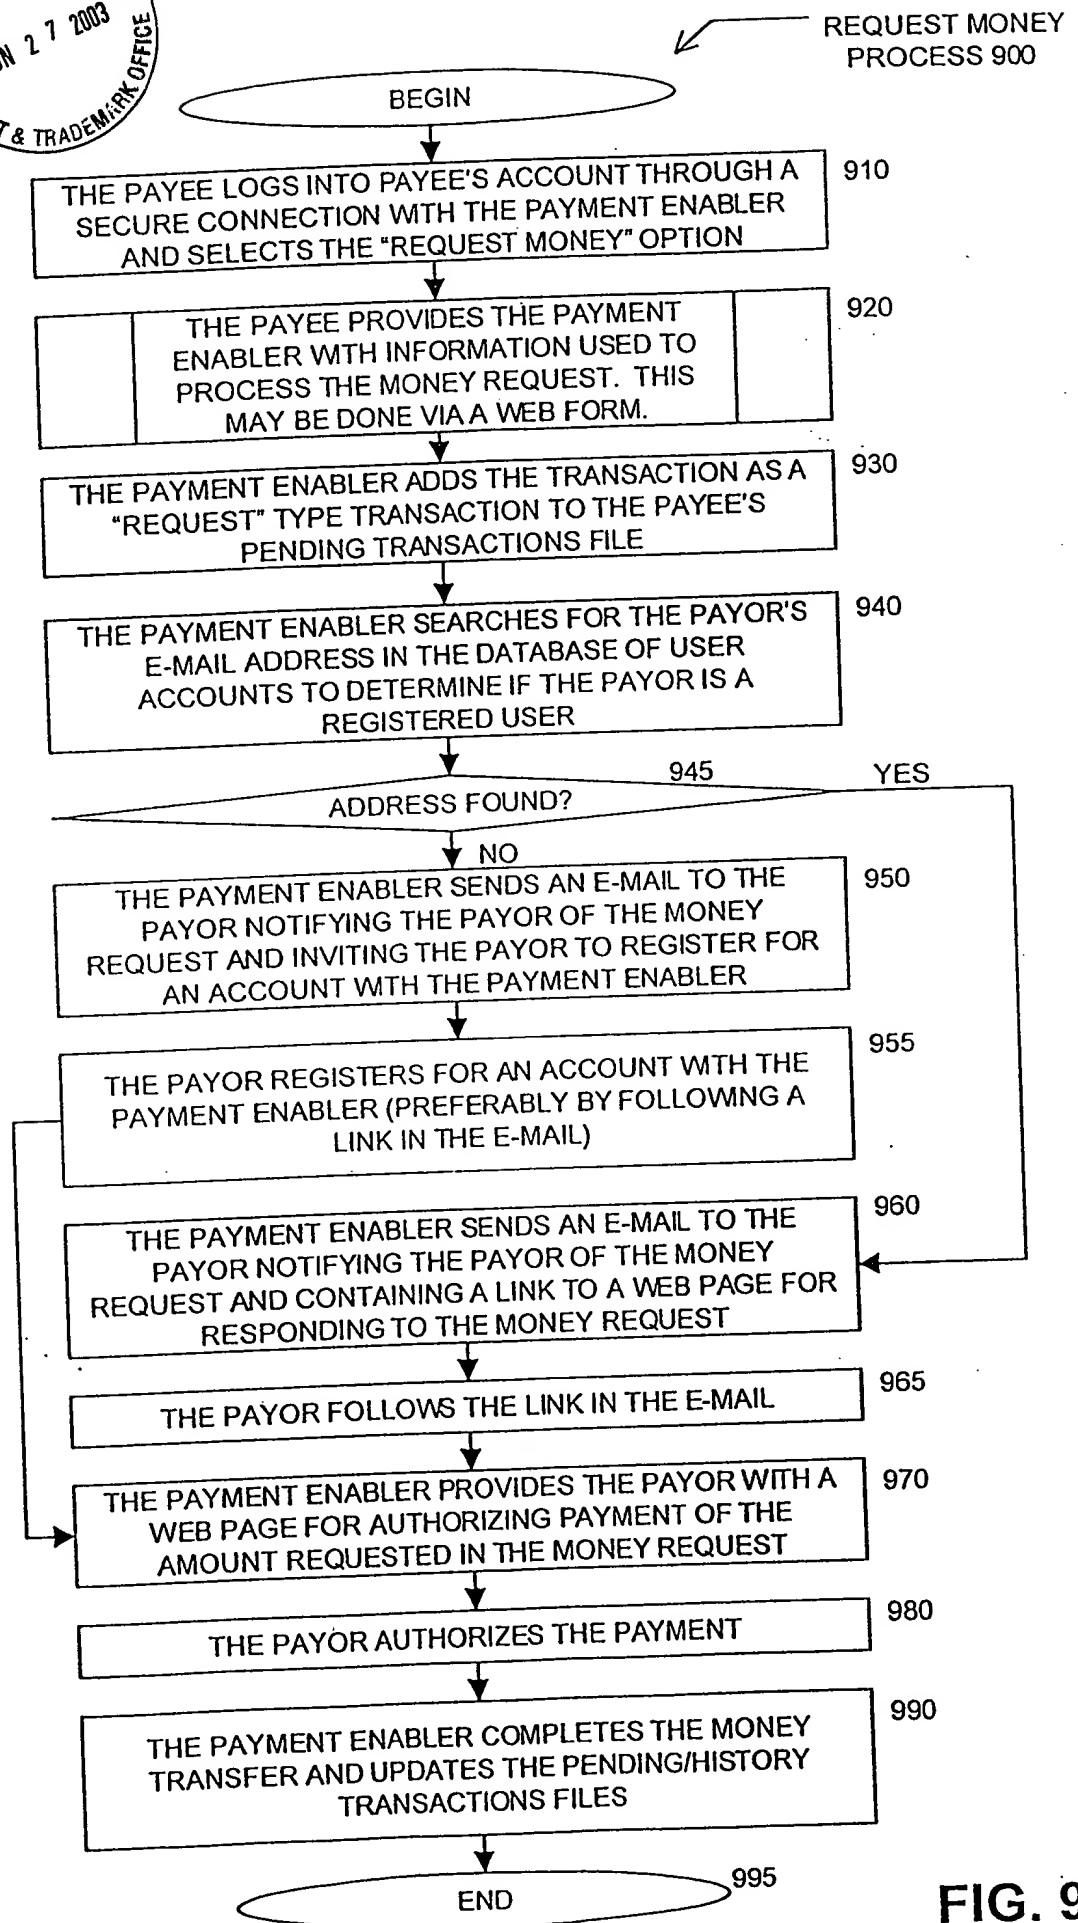 N 27 2003
& TRADEMARK OFFICE
REQUEST MONEY
PROCESS 900
BEGIN
910
THE PAYEE LOGS INTO PAYEE'S ACCOUNT THROUGH A
SECURE CONNECTION WITH THE PAYMENT ENABLER
AND SELECTS THE "REQUEST MONEY" OPTION
920
THE PAYEE PROVIDES THE PAYMENT
ENABLER WITH INFORMATION USED TO
PROCESS THE MONEY REQUEST. THIS
MAY BE DONE VIA A WEB FORM.
930
THE PAYMENT ENABLER ADDS THE TRANSACTION AS A
"REQUEST" TYPE TRANSACTION TO THE PAYEE'S
PENDING TRANSACTIONS FILE
940
THE PAYMENT ENABLER SEARCHES FOR THE PAYOR'S
E-MAIL ADDRESS IN THE DATABASE OF USER
ACCOUNTS TO DETERMINE IF THE PAYOR IS A
REGISTERED USER
945
YES
ADDRESS FOUND?
NO
950
THE PAYMENT ENABLER SENDS AN E-MAIL TO THE
PAYOR NOTIFYING THE PAYOR OF THE MONEY
REQUEST AND INVITING THE PAYOR TO REGISTER FOR
AN ACCOUNT WITH THE PAYMENT ENABLER
955
THE PAYOR REGISTERS FOR AN ACCOUNT WITH THE
PAYMENT ENABLER (PREFERABLY BY FOLLOWING A
LINK IN THE E-MAIL)
960
THE PAYMENT ENABLER SENDS AN E-MAIL TO THE
PAYOR NOTIFYING THE PAYOR OF THE MONEY
REQUEST AND CONTAINING A LINK TO A WEB PAGE FOR
RESPONDING TO THE MONEY REQUEST
965
THE PAYOR FOLLOWS THE LINK IN THE E-MAIL
970
THE PAYMENT ENABLER PROVIDES THE PAYOR WITH A
WEB PAGE FOR AUTHORIZING PAYMENT OF THE
AMOUNT REQUESTED IN THE MONEY REQUEST
980
THE PAYOR AUTHORIZES THE PAYMENT
990
THE PAYMENT ENABLER COMPLETES THE MONEY
TRANSFER AND UPDATES THE PENDING/HISTORY
TRANSACTIONS FILES
995
END
FIG. 9